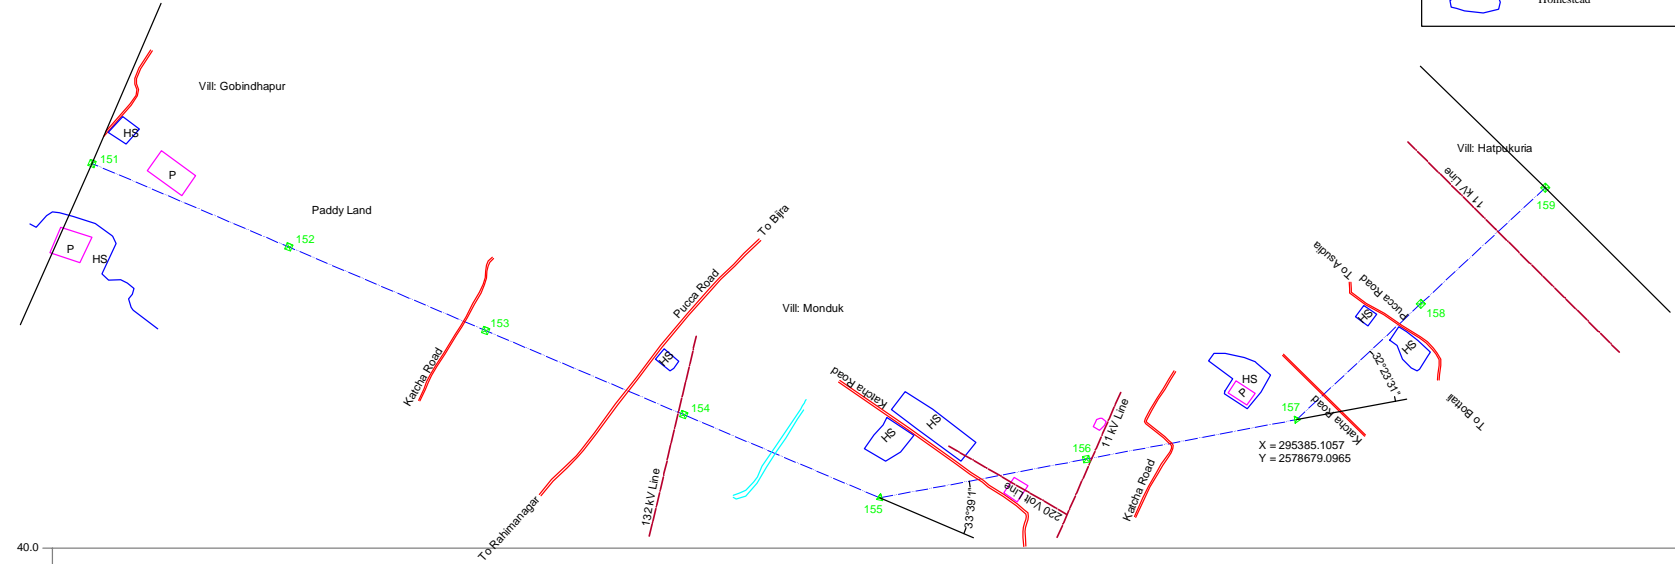 Homestead
Vill: Gobindhapur
HS
151
P
Vill: Hatpukuria
11 kV Line
159
Paddy Land
To Bijra
152
P
HS
Pucca Road
To Asudia
Pucca Road
Vill: Monduk
158
HS
153
HS
HS
Katcha Road
32°23'31"
Katcha Road
HS
P
154
HS
HS
157
Katcha Road
To Bottali
11 kV Line
156
X = 295385.1057
Y = 2578679.0965
132 kV Line
To Rahimanagar
155
33°39'1"
220 Volt Line
Katcha Road
40.0